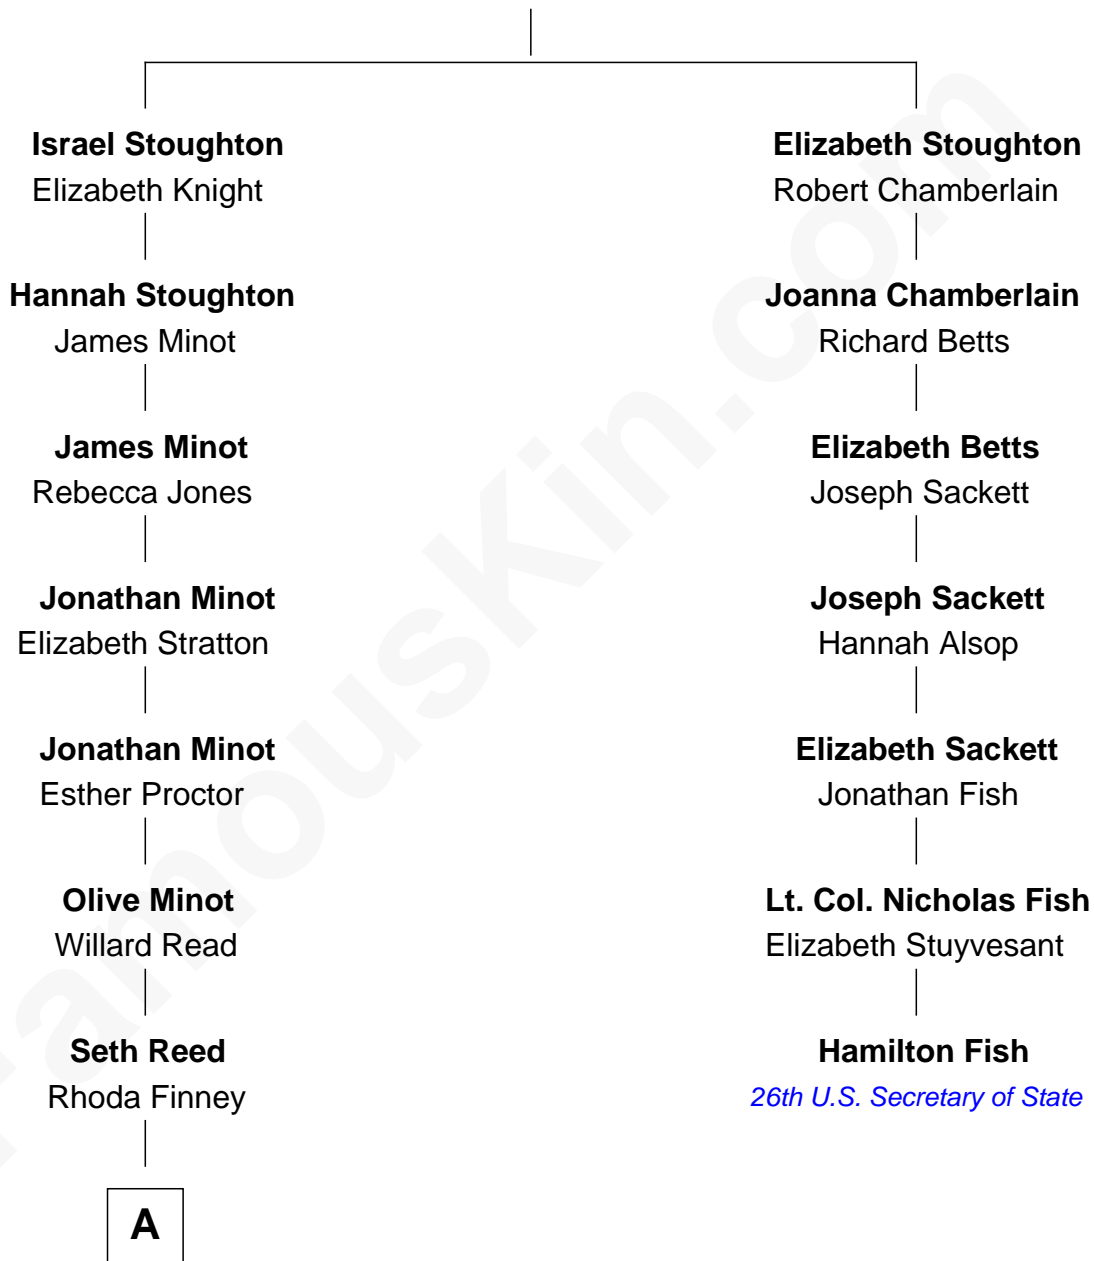 Israel Stoughton
Elizabeth Knight
Hannah Stoughton
James Minot
James Minot
Rebecca Jones
Jonathan Minot
Elizabeth Stratton
Jonathan Minot
Esther Proctor
Olive Minot
Willard Read
Seth Reed
Rhoda Finney
A
Elizabeth Stoughton
Robert Chamberlain
Joanna Chamberlain
Richard Betts
Elizabeth Betts
Joseph Sackett
Joseph Sackett
Hannah Alsop
Elizabeth Sackett
Jonathan Fish
Lt. Col. Nicholas Fish
Elizabeth Stuyvesant
Hamilton Fish
26th U.S. Secretary of State
FamousKin.com